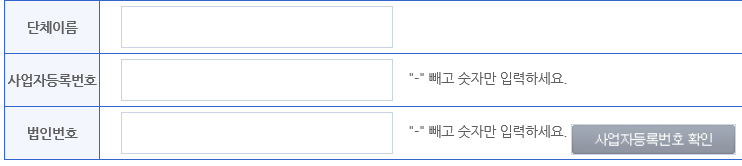 단체이름
사업자등록번호 "-" 빼고 숫자만 입력하세요.
법인번호 "-" 빼고 숫자만 입력하세요. 사업자등록번호 확인